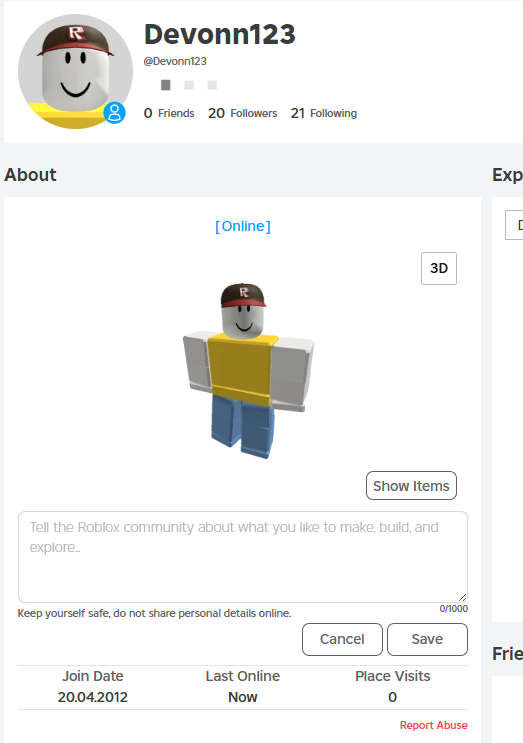 Devonn123
@Devonn123
0 Friends 20 Followers 21 Following
About
Exp
[Online]
D
3D
Show Items
Tell the Roblox community about what you like to make, build, and
explore...
0/1000
Keep yourself safe, do not share personal details online.
Cancel Save
Frie
Join Date Last Online Place Visits
20.04.2012 Now 0
Report Abuse